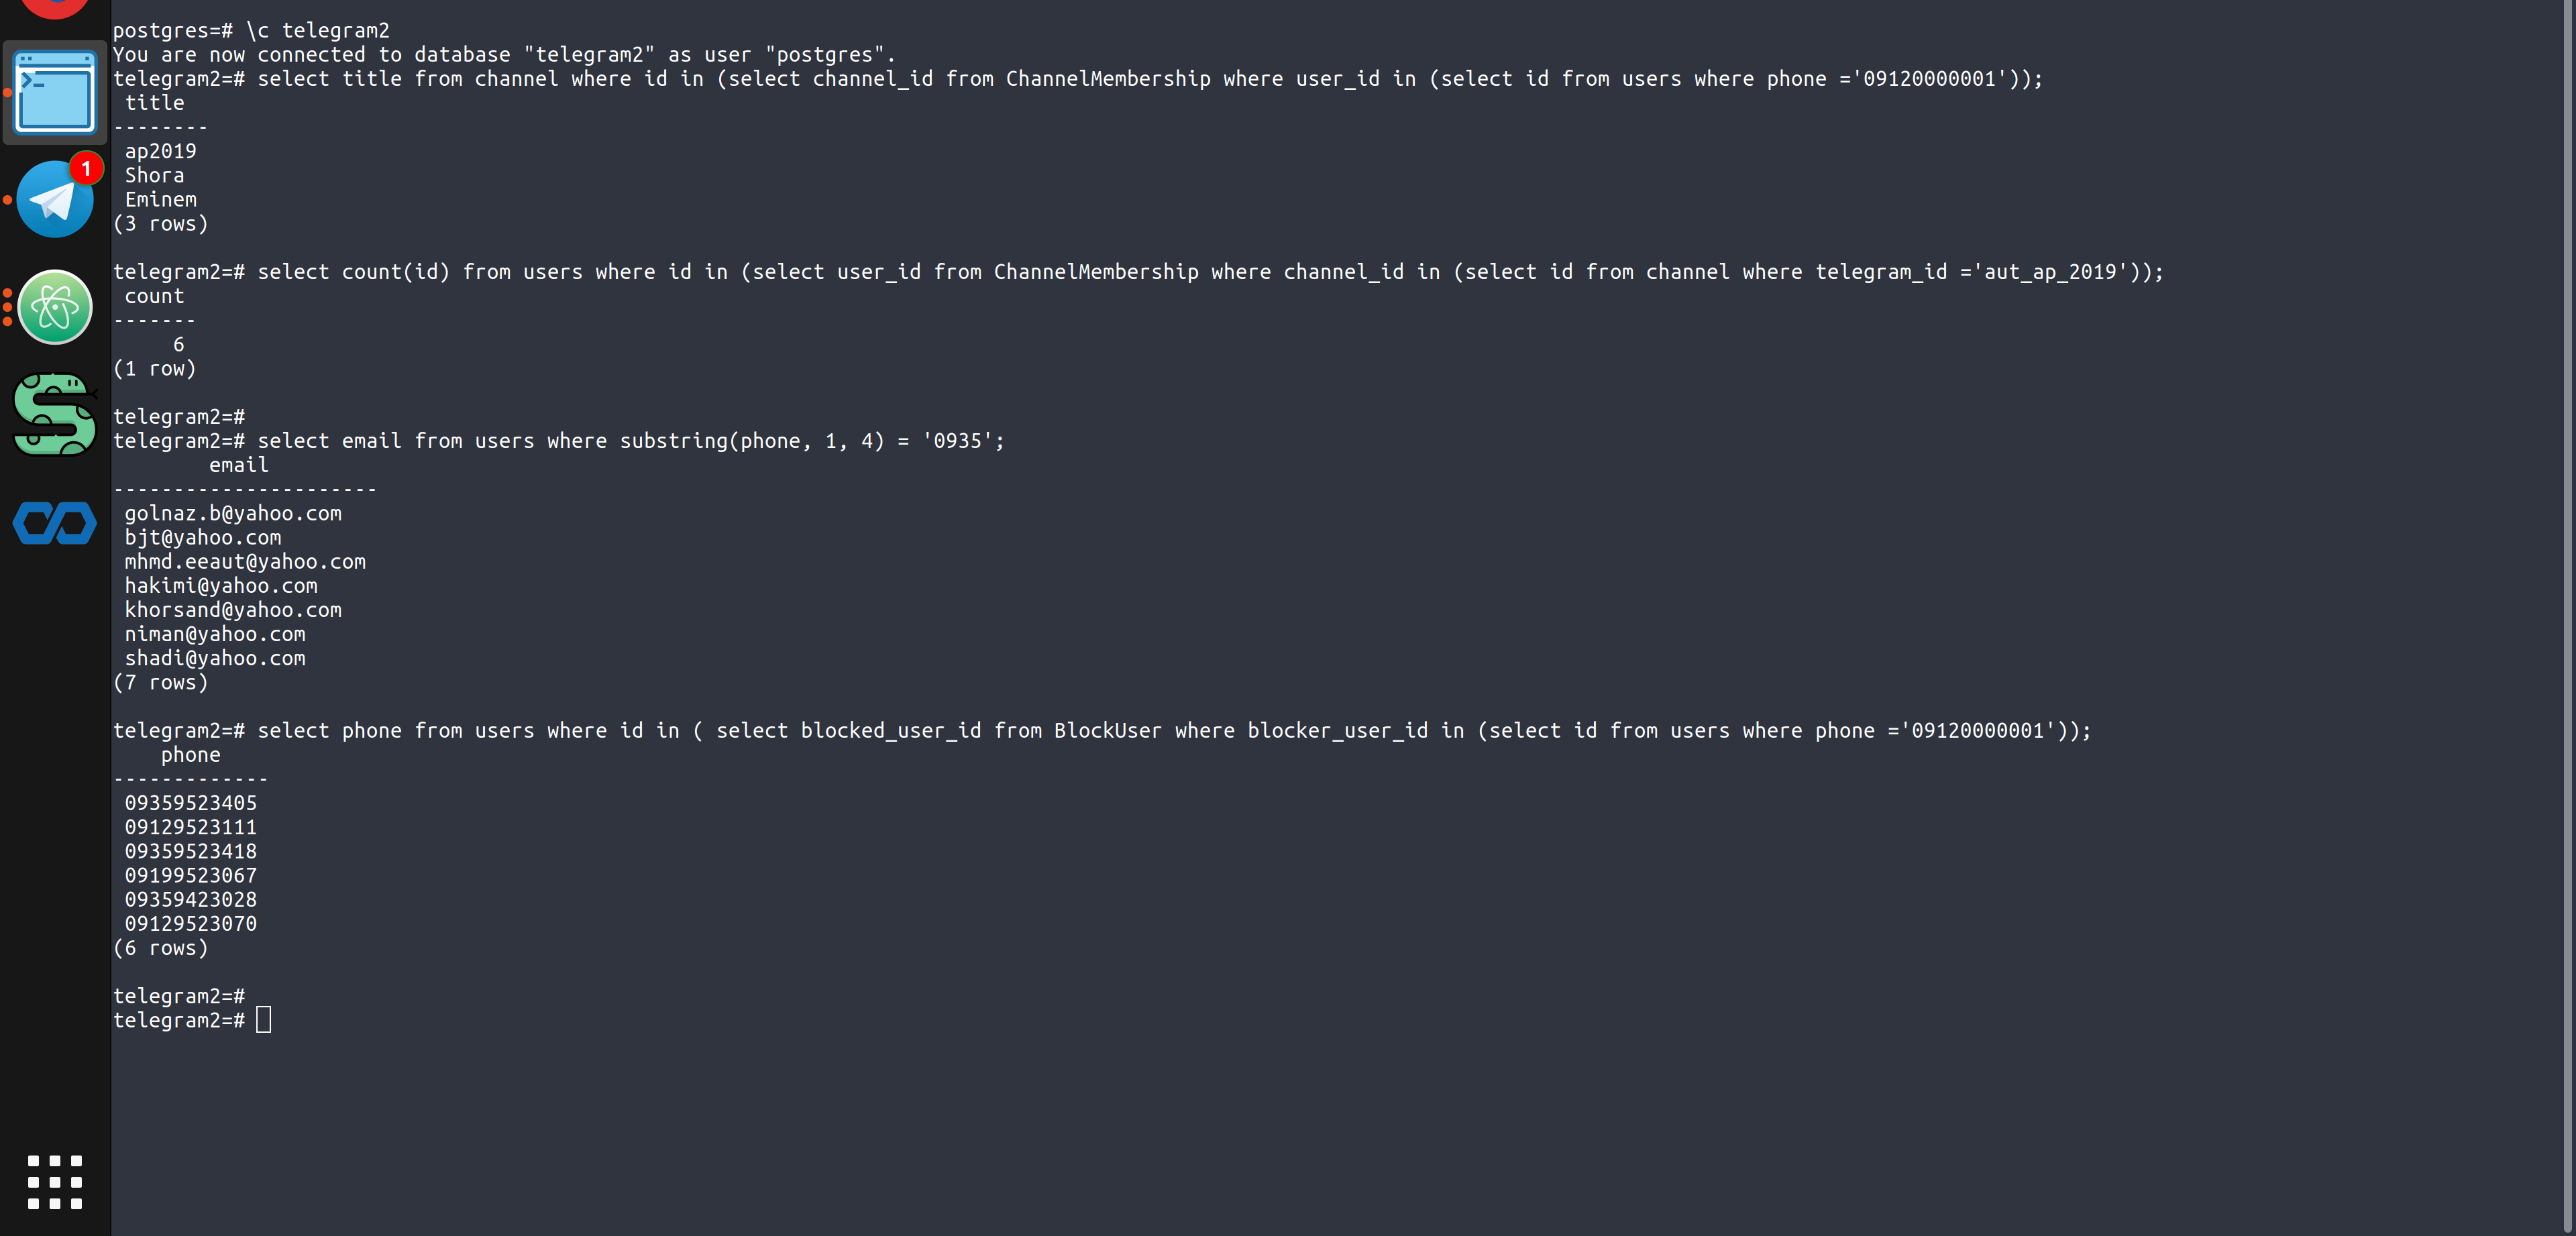 postgres=# \c telegram2
You are now connected to database "telegram2" as user "postgres".
telegram2=# select title from channel where id in (select channel_id from ChannelMembership where user_id in (select id from users where phone ='09120000001'));
title
--------
ap2019
Shora
Eminem
(3 rows)
telegram2=# select count(id) from users where id in (select user_id from ChannelMembership where channel_id in (select id from channel where telegram_id ='aut_ap_2019'));
count
-------
6
(1 row)
telegram2=#
telegram2=# select email from users where substring(phone, 1, 4) = '0935';
email
----------------------
golnaz.b@yahoo.com
bjt@yahoo.com
mhmd.eeaut@yahoo.com
hakimi@yahoo.com
khorsand@yahoo.com
niman@yahoo.com
shadi@yahoo.com
(7 rows)
telegram2=# select phone from users where id in ( select blocked_user_id from BlockUser where blocker_user_id in (select id from users where phone ='09120000001'));
phone
-------------
09359523405
09129523111
09359523418
09199523067
09359423028
09129523070
(6 rows)
telegram2=#
telegram2=#
1